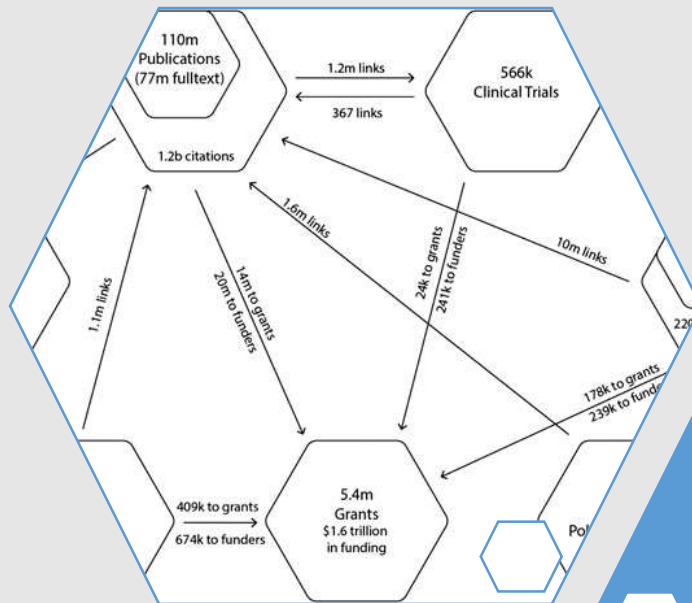 110m
Publications
(77m fulltext)
1.2b citations
1.2m links
367 links
566k
Clinical Trials
1.6m links
10m links
1.1m links
14m to grants
20m to funders
24k to grants
241k to funders
178k to grants
239k to
409k to grants
674k to funders
5.4m
Grants
$1.6 trillion
in funding